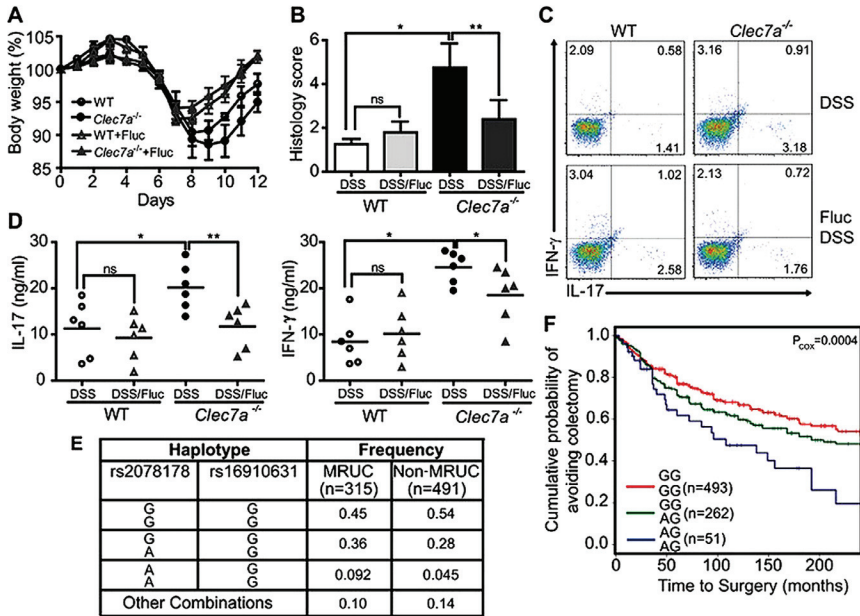 A
Body weight (%)
105
100
95
90
85
0 2 4 6 8 10 12
Days
WT
Clec7a-/-
WT+Fluc
Clec7a-/-+Fluc
B
Histology score
6
4
2
0
*
**
ns
DSS DSS/Fluc DSS DSS/Fluc
WT Clec7a-/-
C
WT Clec7a-/-
2.09 0.58 3.16 0.91
1.41 3.18
DSS
3.04 1.02 2.13 0.72
2.58 1.76
Fluc
DSS
IFN-γ
IL-17
D
IL-17 (ng/ml)
30
20
10
0
*
**
ns
DSS DSS/Fluc DSS DSS/Fluc
WT Clec7a-/-
IFN-γ (ng/ml)
30
20
10
0
*
*
ns
DSS DSS/Fluc DSS DSS/Fluc
WT Clec7a-/-
E
Haplotype Frequency
rs2078178 rs16910631 MRUC (n=315) Non-MRUC (n=491)
G G 0.45 0.54
G G
G G 0.36 0.28
A G
A G 0.092 0.045
A G
Other Combinations 0.10 0.14
F
Cumulative probability of
avoiding colectomy
1.0
0.8
0.6
0.4
0.2
0.0
Pcox=0.0004
GG
GG (n=493)
GG
AG (n=262)
AG
AG (n=51)
0 50 100 150 200
Time to Surgery (months)